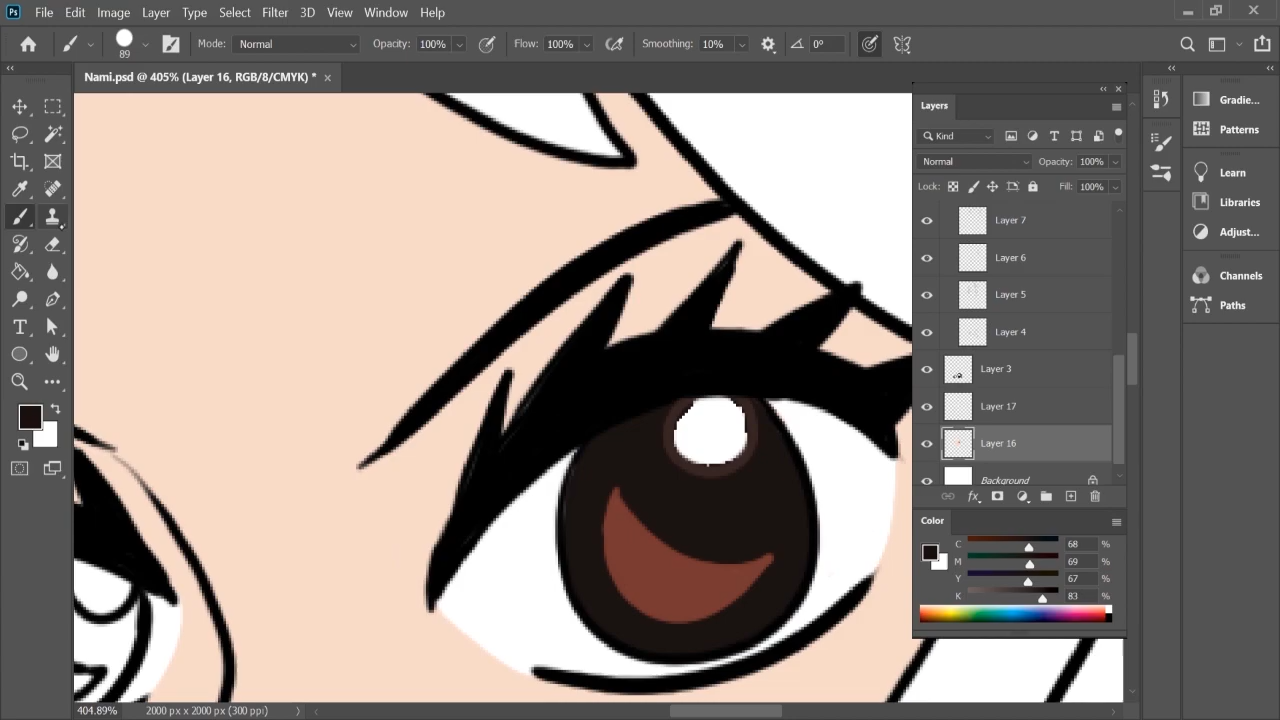 Ps File Edit Image Layer Type Select Filter 3D View Window Help
89 Mode: Normal Opacity: 100% Flow: 100% Smoothing: 10% 0°
Nami.psd @ 405% (Layer 16, RGB/8/CMYK) *
Layers
Kind
Normal Opacity: 100%
Lock: Fill: 100%
Layer 7
Layer 6
Layer 5
Layer 4
Layer 3
Layer 17
Layer 16
Background
fx
Color
C 68 %
M 69 %
Y 67 %
K 83 %
Gradie...
Patterns
Learn
Libraries
Adjust...
Channels
Paths
404.89% 2000 px x 2000 px (300 ppi)